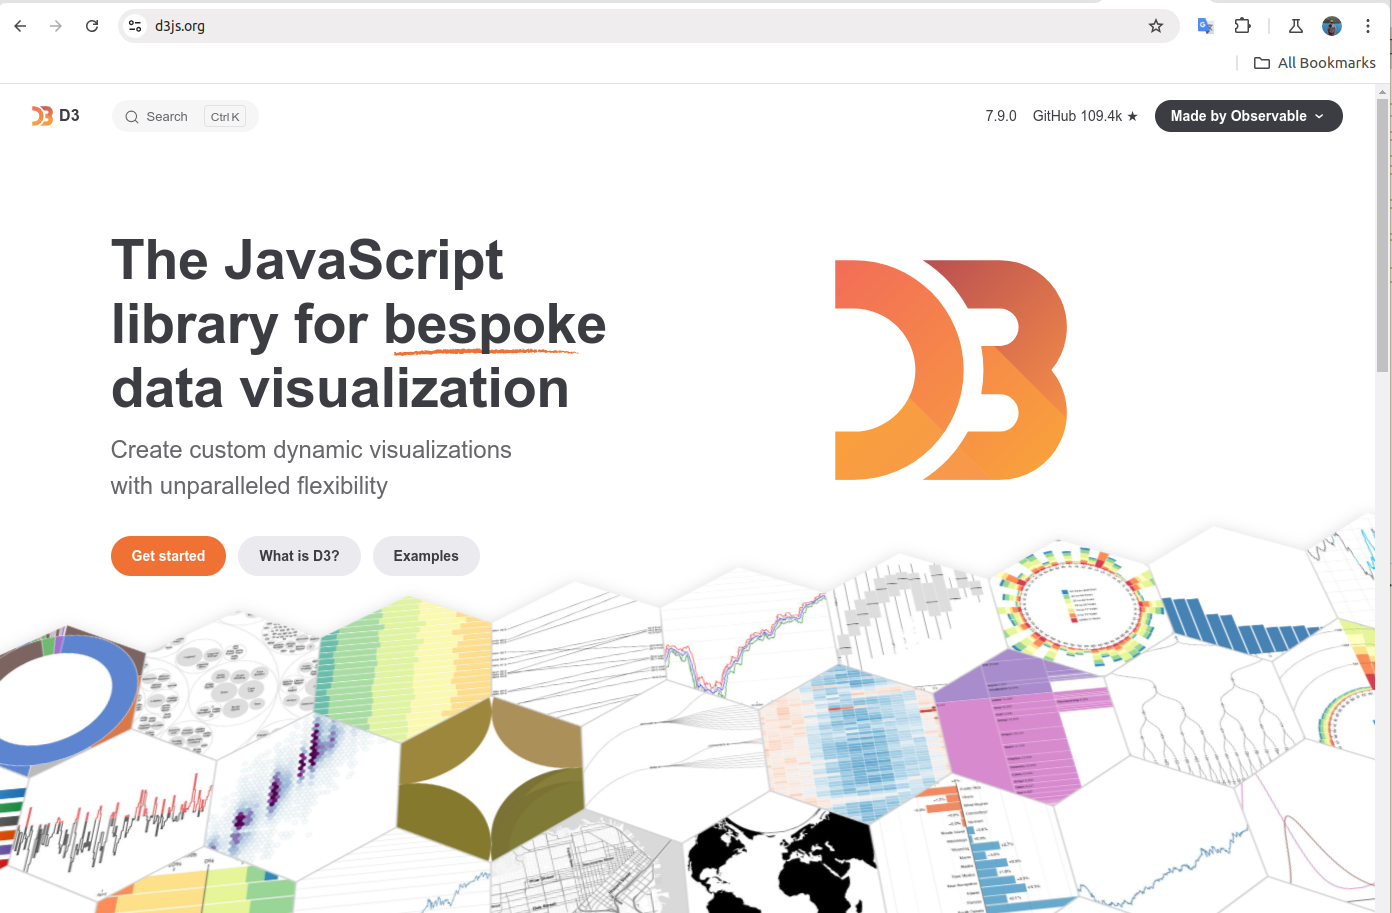 d3js.org
All Bookmarks
D3
Search
Ctrl K
7.9.0
GitHub 109.4k ★
Made by Observable
The JavaScript
library for bespoke
data visualization
Create custom dynamic visualizations
with unparalleled flexibility
Get started
What is D3?
Examples